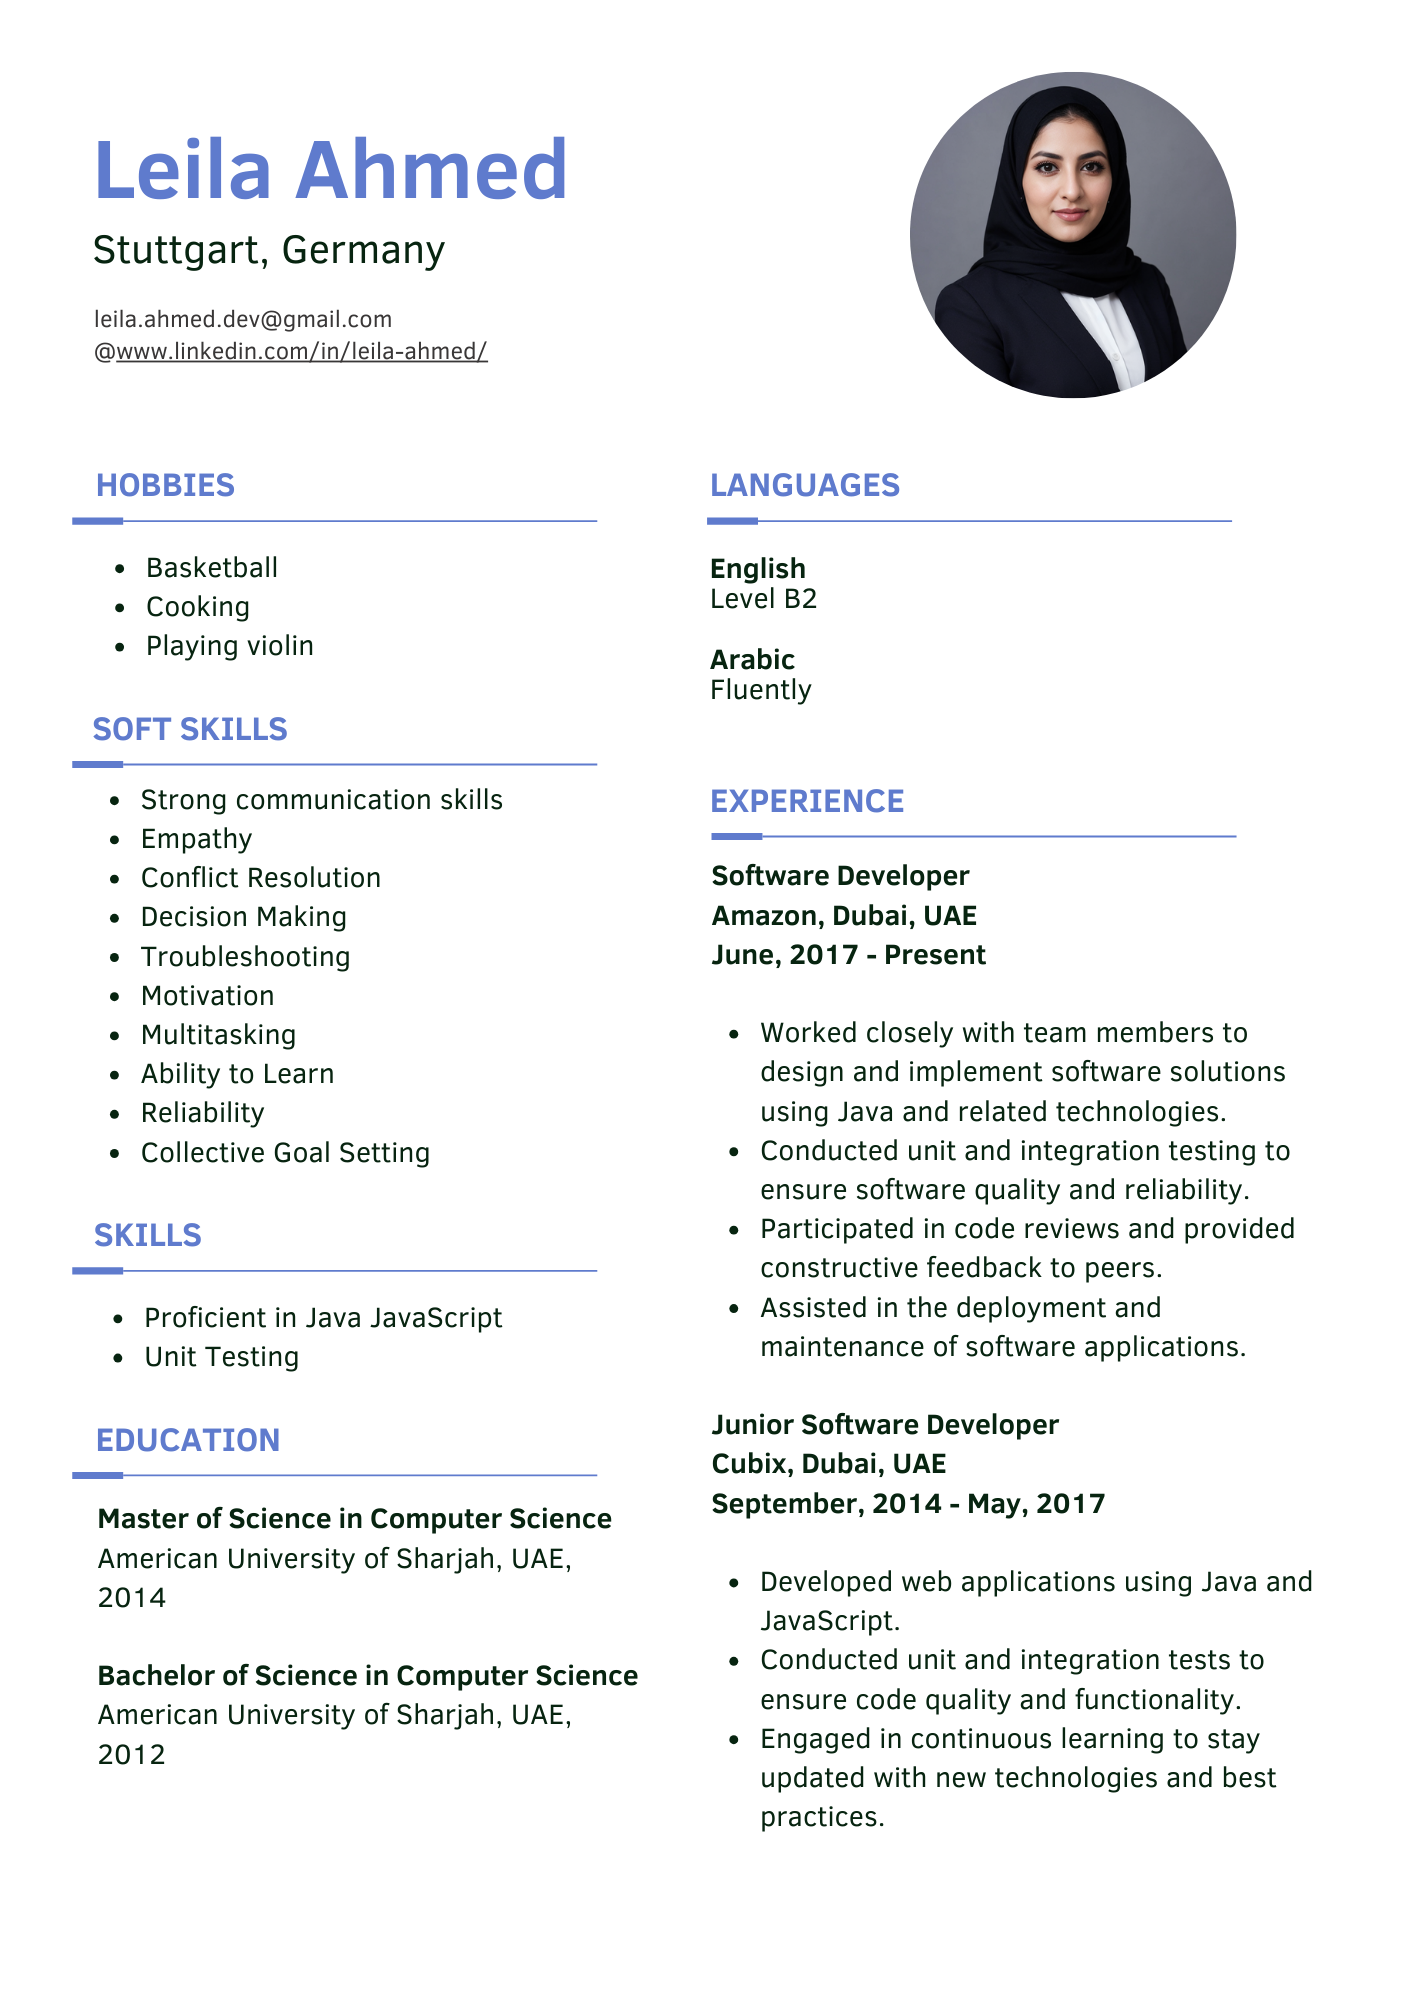 Leila Ahmed
Stuttgart, Germany
leila.ahmed.dev@gmail.com
@www.linkedin.com/in/leila-ahmed/
HOBBIES
• Basketball
• Cooking
• Playing violin
SOFT SKILLS
• Strong communication skills
• Empathy
• Conflict Resolution
• Decision Making
• Troubleshooting
• Motivation
• Multitasking
• Ability to Learn
• Reliability
• Collective Goal Setting
SKILLS
• Proficient in Java JavaScript
• Unit Testing
EDUCATION
Master of Science in Computer Science
American University of Sharjah, UAE,
2014
Bachelor of Science in Computer Science
American University of Sharjah, UAE,
2012
LANGUAGES
English
Level B2
Arabic
Fluently
EXPERIENCE
Software Developer
Amazon, Dubai, UAE
June, 2017 - Present
• Worked closely with team members to
design and implement software solutions
using Java and related technologies.
• Conducted unit and integration testing to
ensure software quality and reliability.
• Participated in code reviews and provided
constructive feedback to peers.
• Assisted in the deployment and
maintenance of software applications.
Junior Software Developer
Cubix, Dubai, UAE
September, 2014 - May, 2017
• Developed web applications using Java and
JavaScript.
• Conducted unit and integration tests to
ensure code quality and functionality.
• Engaged in continuous learning to stay
updated with new technologies and best
practices.